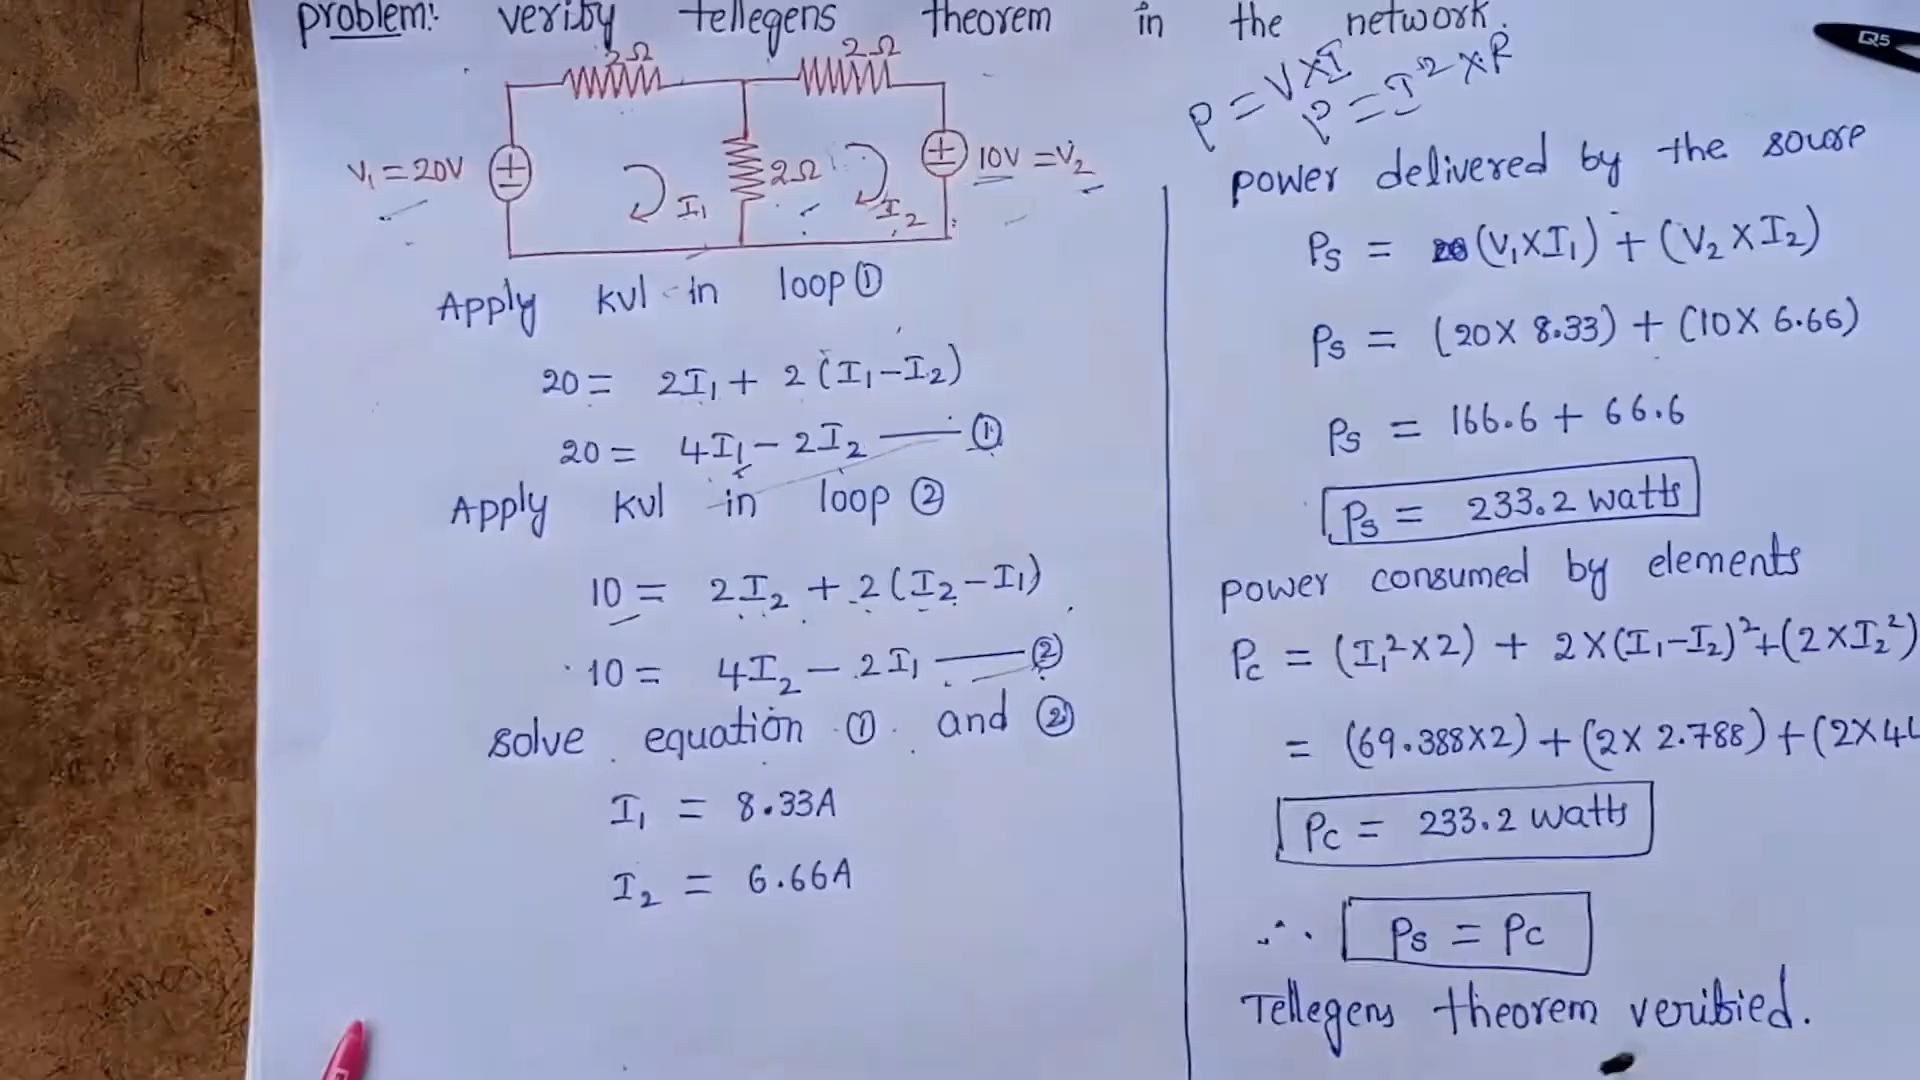 problem: veriby tellegens theorem in the network.
2Ω 2Ω
V₁ = 20V
I₁
2Ω
I₂
10V = V₂
Apply kvl in loop ①
20 = 2I₁ + 2(I₁-I₂)
20 = 4I₁ - 2I₂ —— ①
Apply kvl in loop ②
10 = 2I₂ + 2(I₂-I₁)
10 = 4I₂ - 2I₁ —— ②
solve equation ① and ②
I₁ = 8.33A
I₂ = 6.66A
P = V×I
P = I²×R
power delivered by the sourse
Ps = (V₁×I₁) + (V₂×I₂)
Ps = (20×8.33) + (10×6.66)
Ps = 166.6 + 66.6
Ps = 233.2 watts
power consumed by elements
Pc = (I₁²×2) + 2×(I₁-I₂)²+(2×I₂²)
= (69.388×2) + (2×2.788) + (2×44
Pc = 233.2 watts
∴ Ps = Pc
Tellegens theorem veribied.
Q5